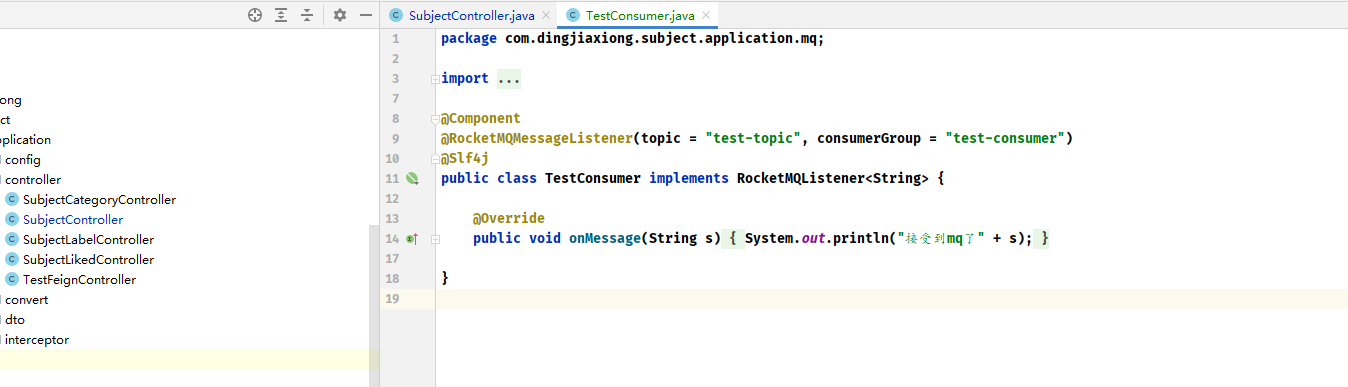 SubjectController.java
TestConsumer.java
ong
ct
plication
config
controller
SubjectCategoryController
SubjectController
SubjectLabelController
SubjectLikedController
TestFeignController
convert
dto
interceptor
1 package com.dingjiaxiong.subject.application.mq;
2
3 import ...
7
8 @Component
9 @RocketMQMessageListener(topic = "test-topic", consumerGroup = "test-consumer")
10 @Slf4j
11 public class TestConsumer implements RocketMQListener<String> {
12
13 @Override
14 public void onMessage(String s) { System.out.println("接受到mq了" + s); }
17
18 }
19